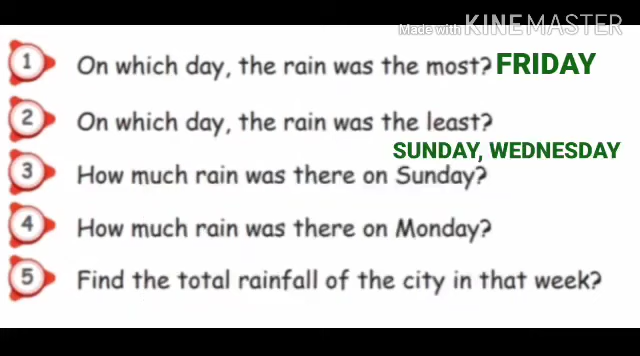 Made with KINEMASTER
1 On which day, the rain was the most? FRIDAY
2 On which day, the rain was the least?
SUNDAY, WEDNESDAY
3 How much rain was there on Sunday?
4 How much rain was there on Monday?
5 Find the total rainfall of the city in that week?